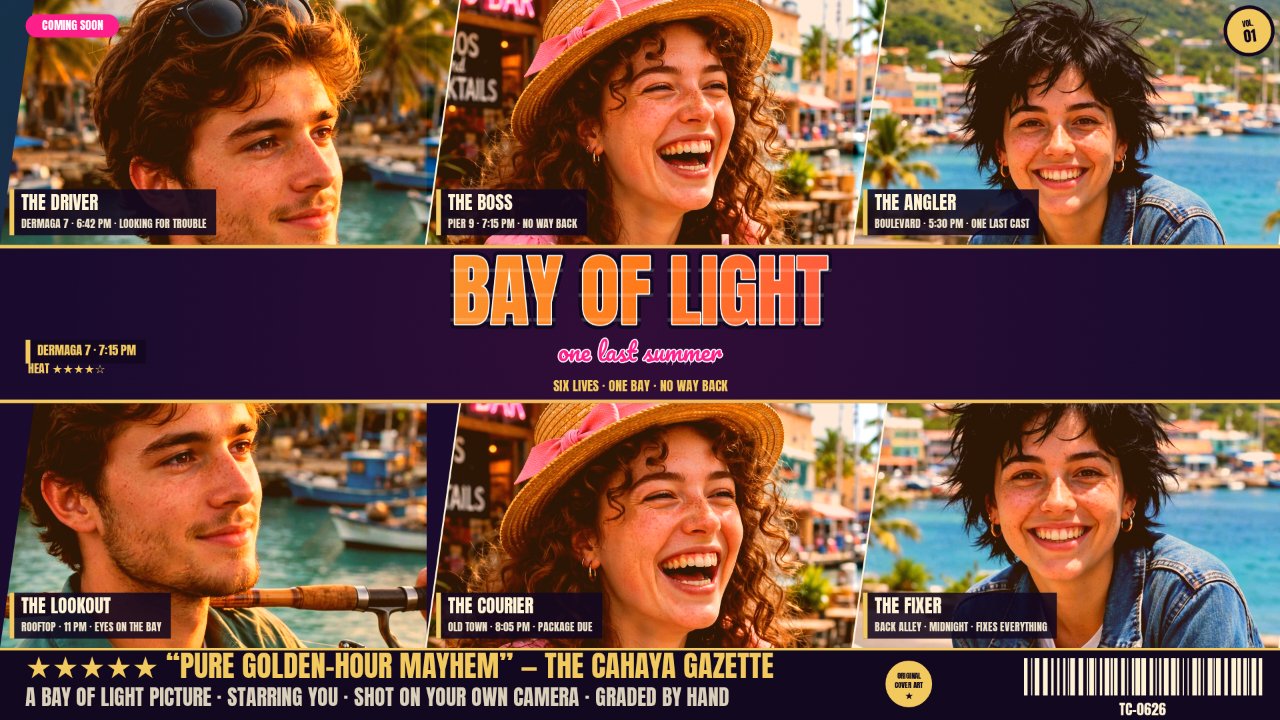 COMING SOON
VOL.
01
BAR
OS
KTAILS
THE DRIVER
DERMAGA 7 · 6:42 PM · LOOKING FOR TROUBLE
THE BOSS
PIER 9 · 7:15 PM · NO WAY BACK
THE ANGLER
BOULEVARD · 5:30 PM · ONE LAST CAST
BAY OF LIGHT
one last summer
SIX LIVES · ONE BAY · NO WAY BACK
DERMAGA 7 · 7:15 PM
HEAT ★★★★☆
TAILS
THE LOOKOUT
ROOFTOP · 11 PM · EYES ON THE BAY
THE COURIER
OLD TOWN · 8:05 PM · PACKAGE DUE
THE FIXER
BACK ALLEY · MIDNIGHT · FIXES EVERYTHING
★★★★★ “PURE GOLDEN-HOUR MAYHEM” — THE CAHAYA GAZETTE
A BAY OF LIGHT PICTURE · STARRING YOU · SHOT ON YOUR OWN CAMERA · GRADED BY HAND
ORIGINAL
COVER ART
★
TC-0626